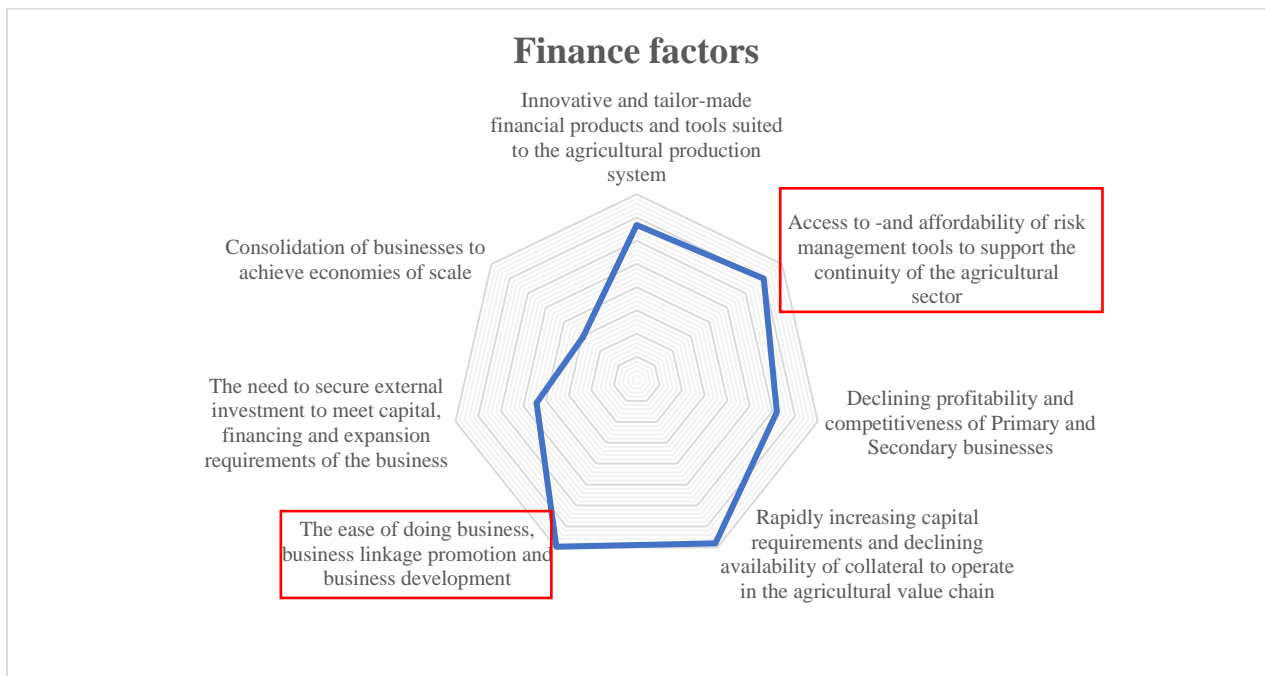 Finance factors
Innovative and tailor-made
financial products and tools suited
to the agricultural production
system
Access to -and affordability of risk
management tools to support the
continuity of the agricultural
sector
Declining profitability and
competitiveness of Primary and
Secondary businesses
Rapidly increasing capital
requirements and declining
availability of collateral to operate
in the agricultural value chain
The ease of doing business,
business linkage promotion and
business development
The need to secure external
investment to meet capital,
financing and expansion
requirements of the business
Consolidation of businesses to
achieve economies of scale